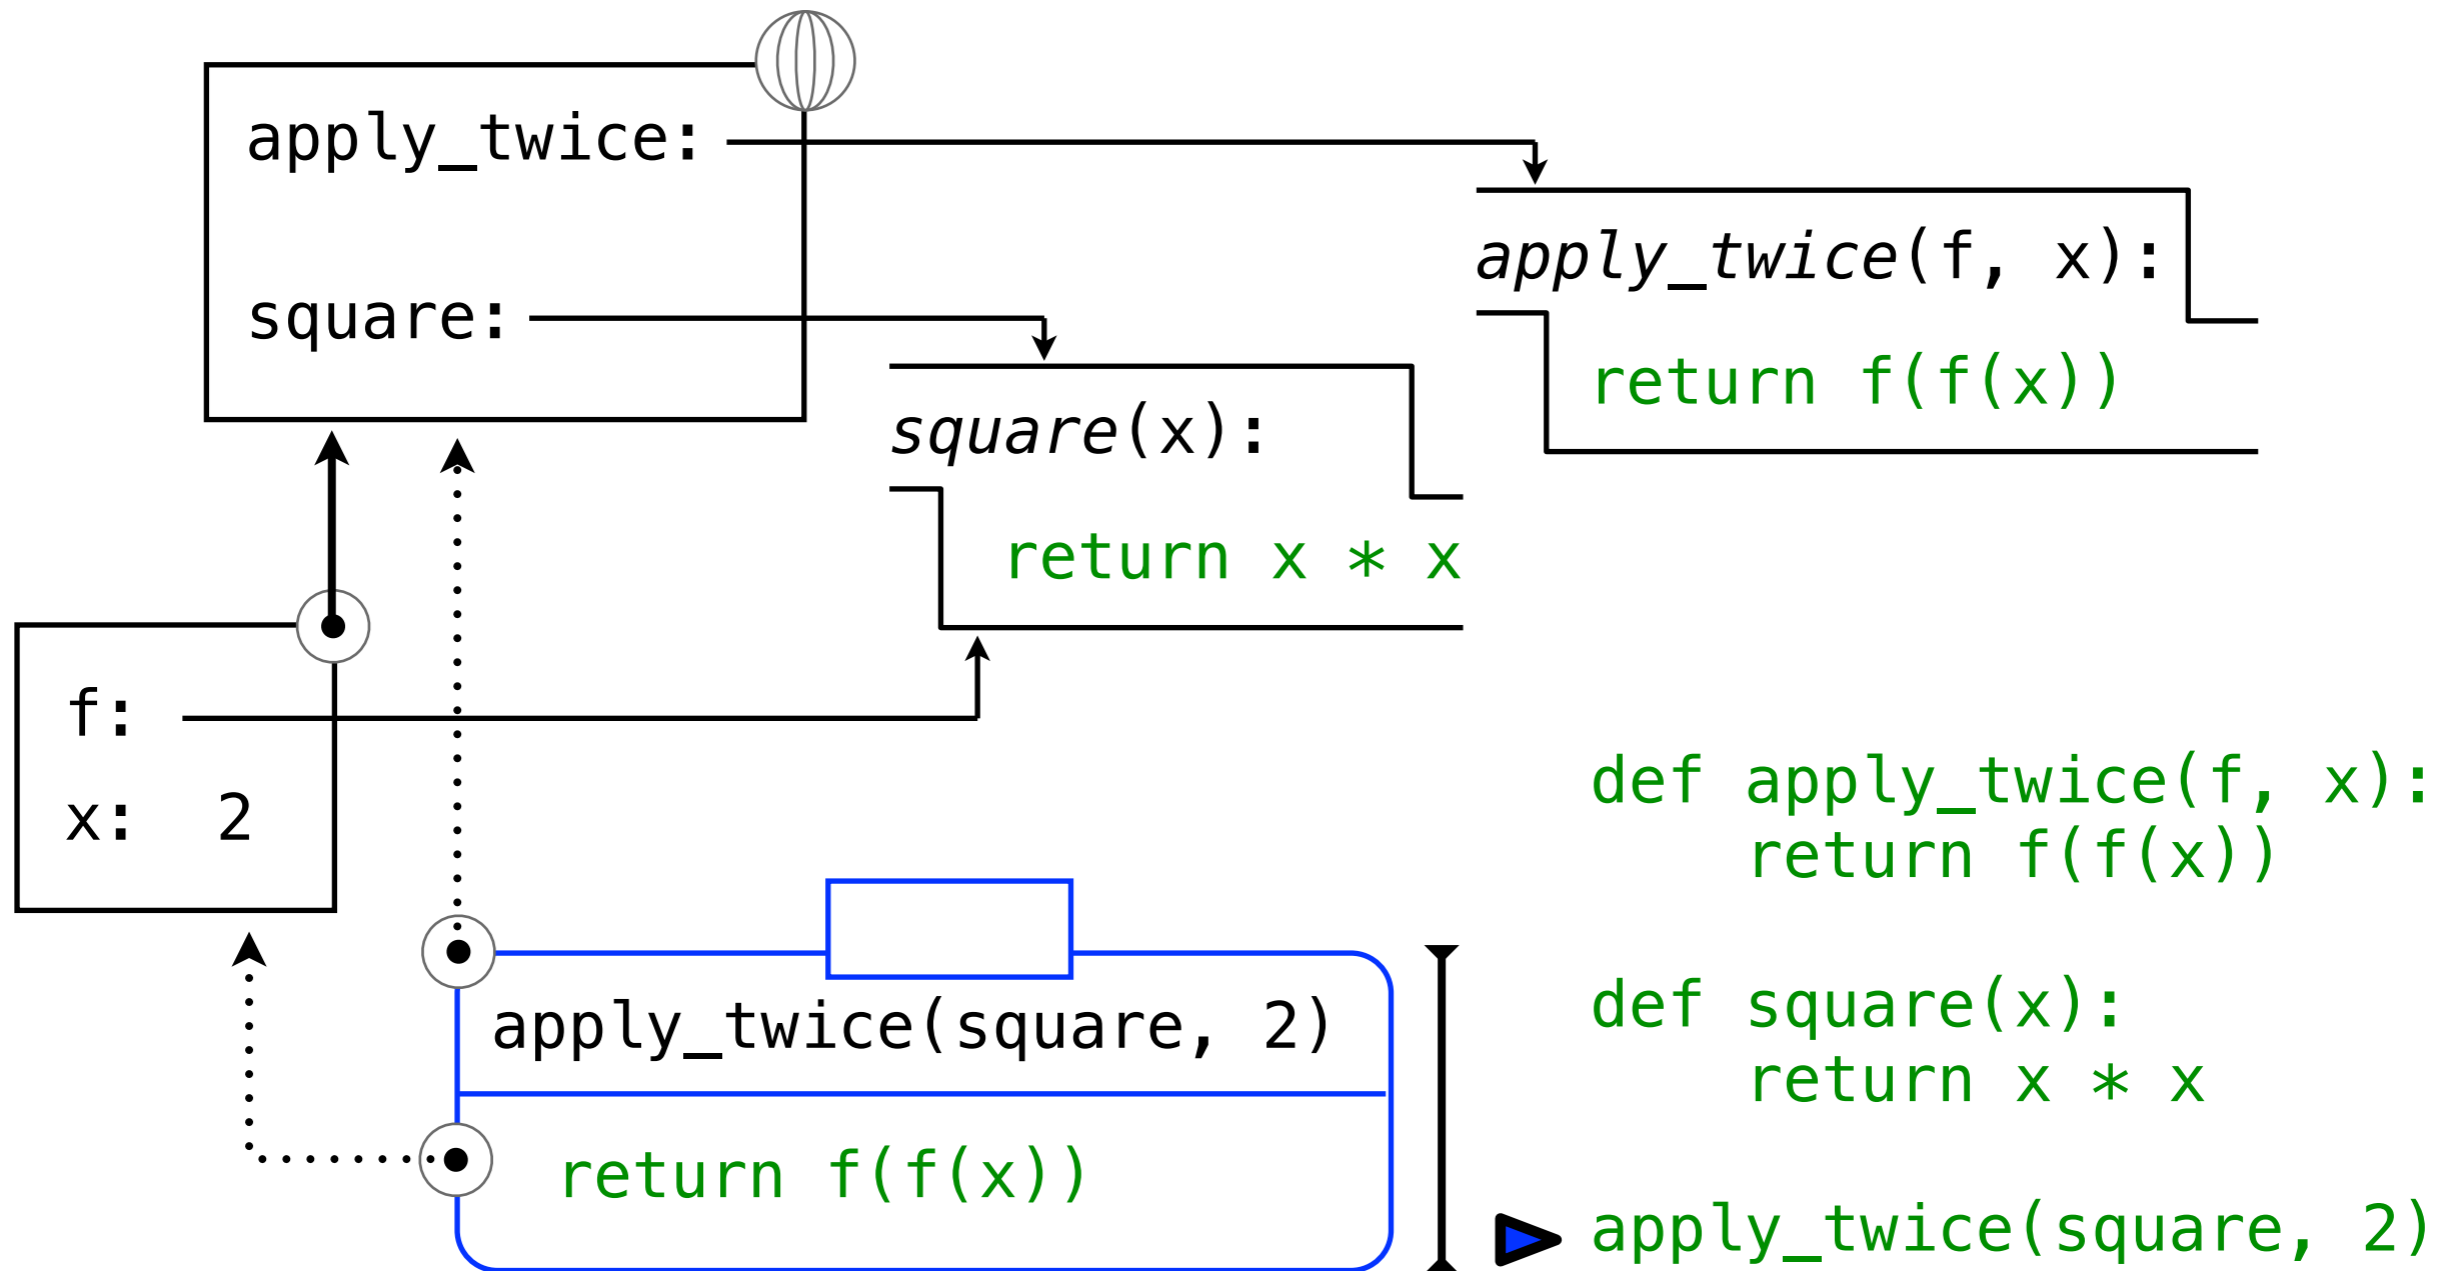 apply_twice:
square:
apply_twice(f, x):
return f(f(x))
square(x):
return x * x
f:
x: 2
apply_twice(square, 2)
return f(f(x))
def apply_twice(f, x):
return f(f(x))
def square(x):
return x * x
apply_twice(square, 2)